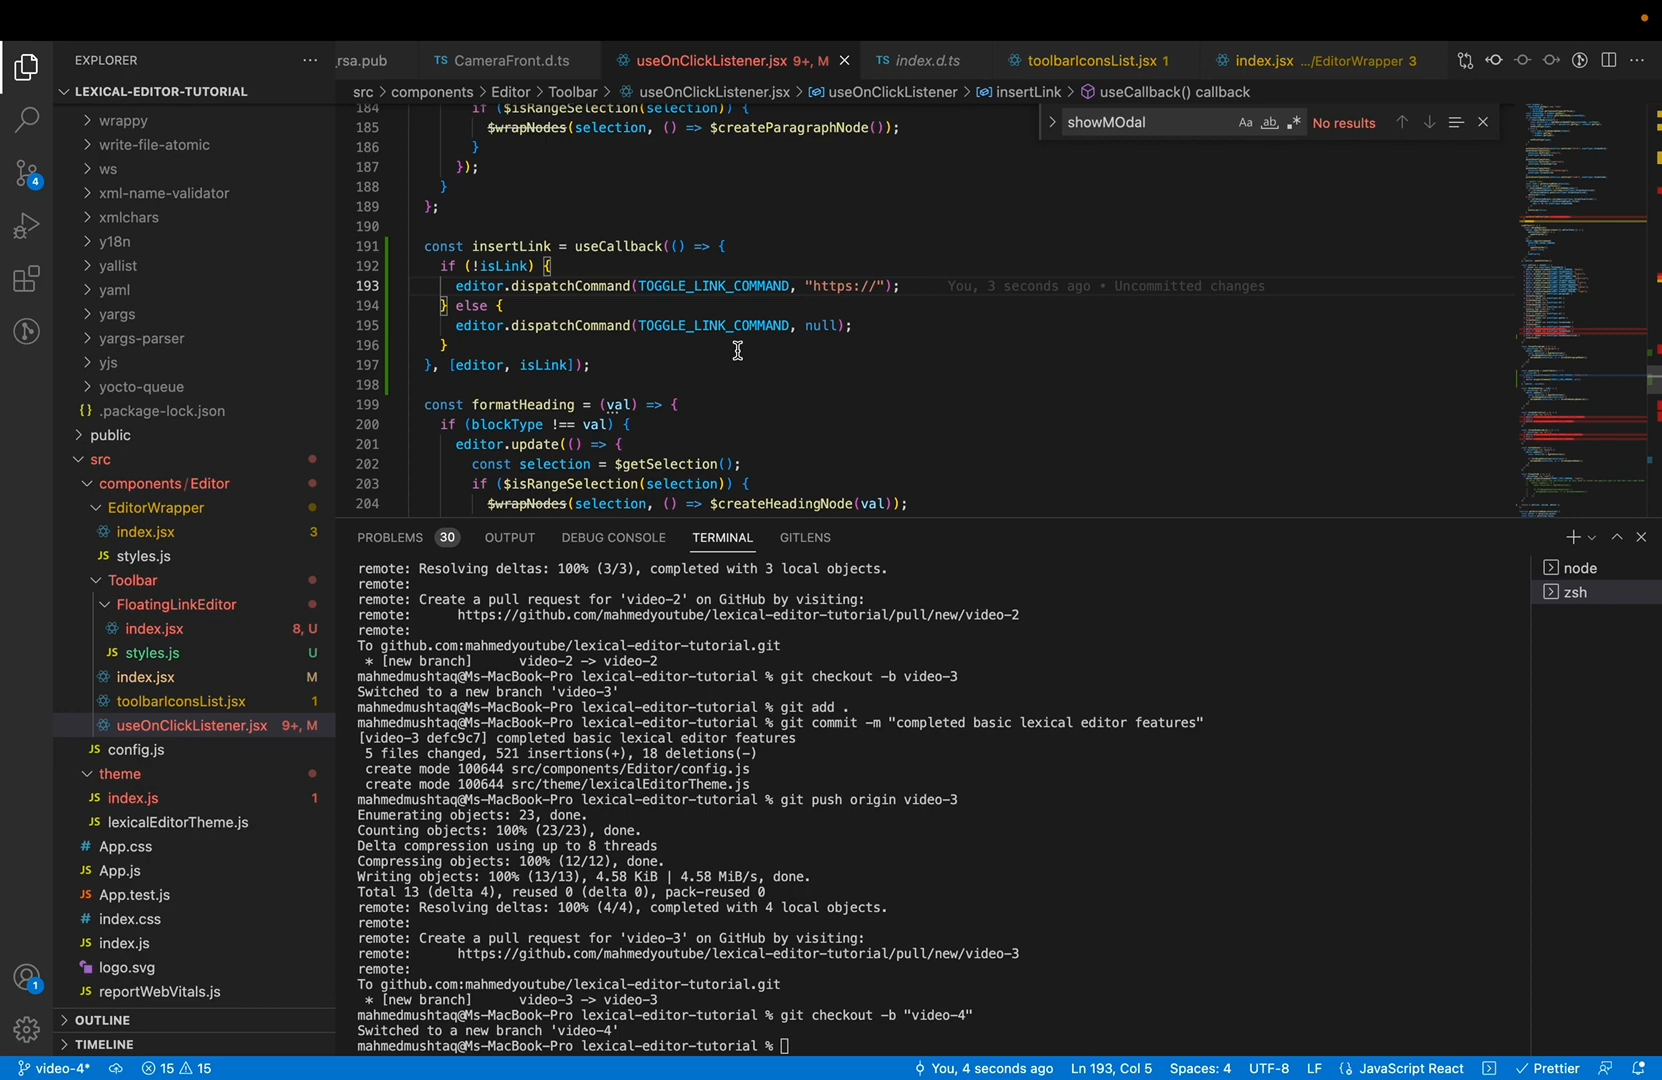 EXPLORER
LEXICAL-EDITOR-TUTORIAL
wrappy
write-file-atomic
ws
xml-name-validator
xmlchars
y18n
yallist
yaml
yargs
yargs-parser
yjs
yocto-queue
{} .package-lock.json
public
src
components/Editor
EditorWrapper
index.jsx 3
JS styles.js
Toolbar
FloatingLinkEditor
index.jsx 8, U
JS styles.js U
index.jsx M
toolbarIconsList.jsx 1
useOnClickListener.jsx 9+, M
JS config.js
theme
JS index.js 1
JS lexicalEditorTheme.js
# App.css
JS App.js
JS App.test.js
# index.css
JS index.js
logo.svg
JS reportWebVitals.js
OUTLINE
TIMELINE
4
1
_rsa.pub
TS CameraFront.d.ts
useOnClickListener.jsx 9+, M
TS index.d.ts
toolbarIconsList.jsx 1
index.jsx .../EditorWrapper 3
src > components > Editor > Toolbar > useOnClickListener.jsx > useOnClickListener > insertLink > useCallback() callback
showMOdal Aa ab .* No results
184 if ($isRangeSelection(selection)) {
185 $wrapNodes(selection, () => $createParagraphNode());
186 }
187 });
188 }
189 };
190
191 const insertLink = useCallback(() => {
192 if (!isLink) {
193 editor.dispatchCommand(TOGGLE_LINK_COMMAND, "https://"); You, 3 seconds ago • Uncommitted changes
194 } else {
195 editor.dispatchCommand(TOGGLE_LINK_COMMAND, null);
196 }
197 }, [editor, isLink]);
198
199 const formatHeading = (val) => {
200 if (blockType !== val) {
201 editor.update(() => {
202 const selection = $getSelection();
203 if ($isRangeSelection(selection)) {
204 $wrapNodes(selection, () => $createHeadingNode(val));
PROBLEMS 30 OUTPUT DEBUG CONSOLE TERMINAL GITLENS
node
zsh
remote: Resolving deltas: 100% (3/3), completed with 3 local objects.
remote:
remote: Create a pull request for 'video-2' on GitHub by visiting:
remote: https://github.com/mahmedyoutube/lexical-editor-tutorial/pull/new/video-2
remote:
To github.com:mahmedyoutube/lexical-editor-tutorial.git
* [new branch] video-2 -> video-2
mahmedmushtaq@Ms-MacBook-Pro lexical-editor-tutorial % git checkout -b video-3
Switched to a new branch 'video-3'
mahmedmushtaq@Ms-MacBook-Pro lexical-editor-tutorial % git add .
mahmedmushtaq@Ms-MacBook-Pro lexical-editor-tutorial % git commit -m "completed basic lexical editor features"
[video-3 defc9c7] completed basic lexical editor features
5 files changed, 521 insertions(+), 18 deletions(-)
create mode 100644 src/components/Editor/config.js
create mode 100644 src/theme/lexicalEditorTheme.js
mahmedmushtaq@Ms-MacBook-Pro lexical-editor-tutorial % git push origin video-3
Enumerating objects: 23, done.
Counting objects: 100% (23/23), done.
Delta compression using up to 8 threads
Compressing objects: 100% (12/12), done.
Writing objects: 100% (13/13), 4.58 KiB | 4.58 MiB/s, done.
Total 13 (delta 4), reused 0 (delta 0), pack-reused 0
remote: Resolving deltas: 100% (4/4), completed with 4 local objects.
remote:
remote: Create a pull request for 'video-3' on GitHub by visiting:
remote: https://github.com/mahmedyoutube/lexical-editor-tutorial/pull/new/video-3
remote:
To github.com:mahmedyoutube/lexical-editor-tutorial.git
* [new branch] video-3 -> video-3
mahmedmushtaq@Ms-MacBook-Pro lexical-editor-tutorial % git checkout -b "video-4"
Switched to a new branch 'video-4'
mahmedmushtaq@Ms-MacBook-Pro lexical-editor-tutorial %
video-4* 15 15 You, 4 seconds ago Ln 193, Col 5 Spaces: 4 UTF-8 LF {} JavaScript React Prettier